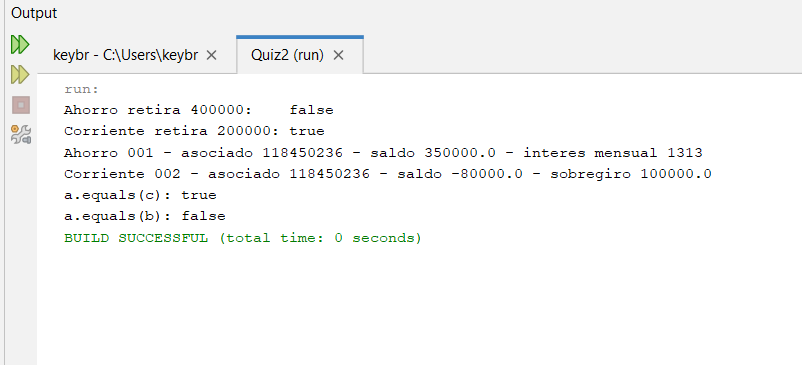 Output
keybr - C:\Users\keybr × Quiz2 (run) ×
run:
Ahorro retira 400000:    false
Corriente retira 200000: true
Ahorro 001 - asociado 118450236 - saldo 350000.0 - interes mensual 1313
Corriente 002 - asociado 118450236 - saldo -80000.0 - sobregiro 100000.0
a.equals(c): true
a.equals(b): false
BUILD SUCCESSFUL (total time: 0 seconds)